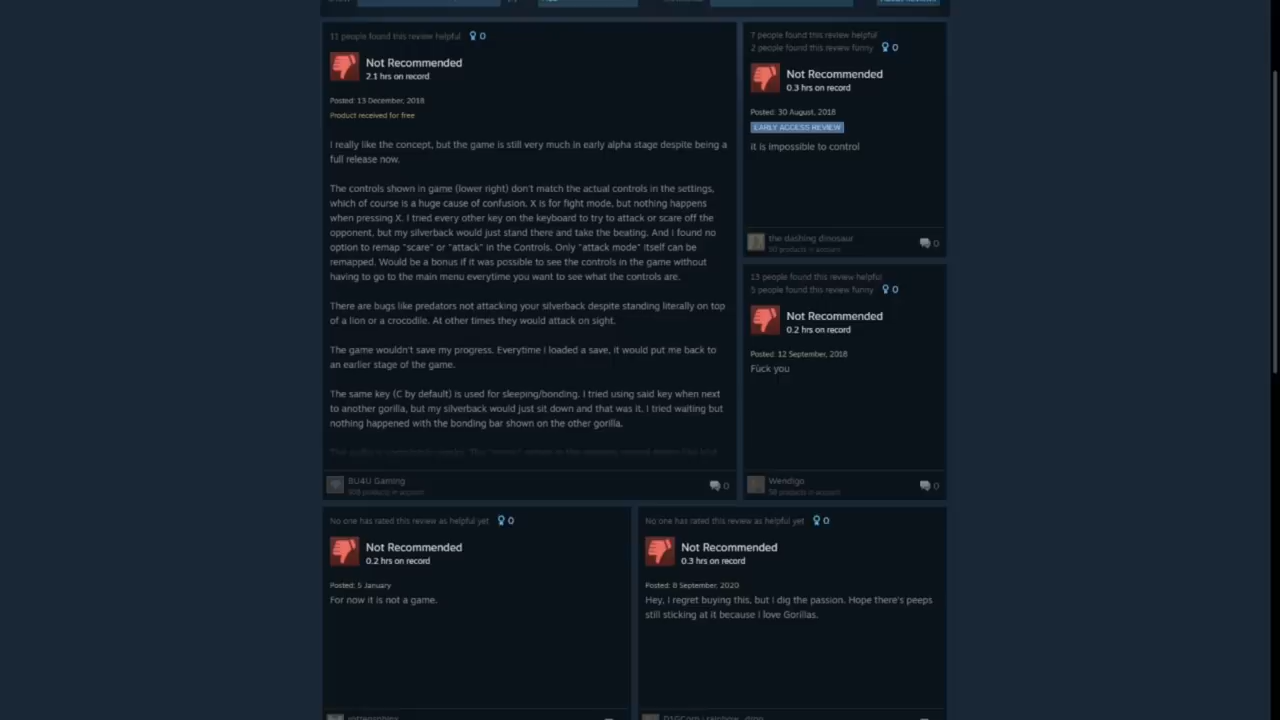 11 people found this review helpful 0
Not Recommended
2.1 hrs on record
Posted: 13 December, 2018
Product received for free
I really like the concept, but the game is still very much in early alpha stage despite being a
full release now.
The controls shown in game (lower right) don't match the actual controls in the settings,
which of course is a huge cause of confusion. X is for fight mode, but nothing happens
when pressing X. I tried every other key on the keyboard to try to attack or scare off the
opponent, but my silverback would just stand there and take the beating. And I found no
option to remap "scare" or "attack" in the Controls. Only "attack mode" itself can be
remapped. Would be a bonus if it was possible to see the controls in the game without
having to go to the main menu everytime you want to see what the controls are.
There are bugs like predators not attacking your silverback despite standing literally on top
of a lion or a crocodile. At other times they would attack on sight.
The game wouldn't save my progress. Everytime I loaded a save, it would put me back to
an earlier stage of the game.
The same key (C by default) is used for sleeping/bonding. I tried using said key when next
to another gorilla, but my silverback would just sit down and that was it. I tried waiting but
nothing happened with the bonding bar shown on the other gorilla.
BU4U Gaming
products in account
0
7 people found this review helpful
2 people found this review funny 0
Not Recommended
0.3 hrs on record
Posted: 30 August, 2018
EARLY ACCESS REVIEW
it is impossible to control
the dashing dinosaur
products in account
0
13 people found this review helpful
5 people found this review funny 0
Not Recommended
0.2 hrs on record
Posted: 12 September, 2018
Fück you
Wendigo
58 products in account
0
No one has rated this review as helpful yet 0
Not Recommended
0.2 hrs on record
Posted: 5 January
For now it is not a game.
No one has rated this review as helpful yet 0
Not Recommended
0.3 hrs on record
Posted: 8 September, 2020
Hey, I regret buying this, but I dig the passion. Hope there's peeps
still sticking at it because I love Gorillas.